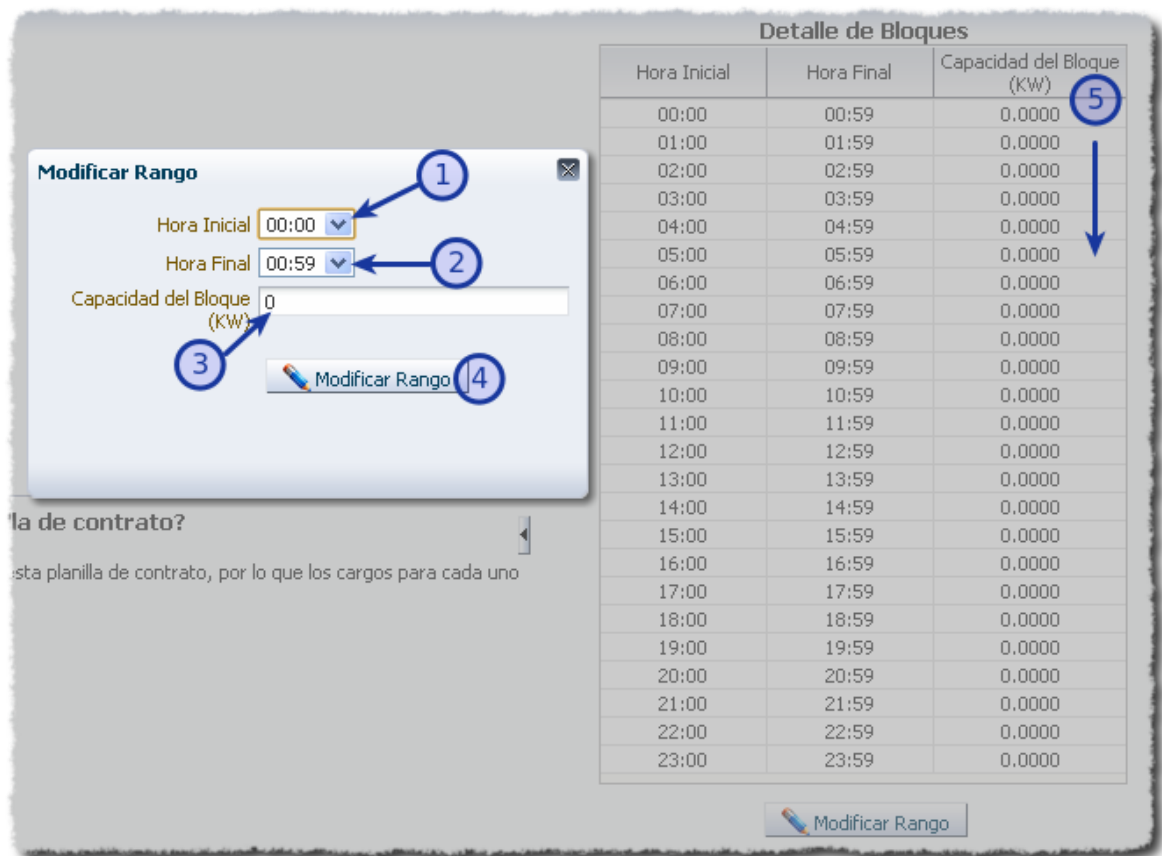 Detalle de Bloques
Hora Inicial Hora Final Capacidad del Bloque (KW)
5
00:00 00:59 0.0000
01:00 01:59 0.0000
02:00 02:59 0.0000
03:00 03:59 0.0000
04:00 04:59 0.0000
05:00 05:59 0.0000
06:00 06:59 0.0000
07:00 07:59 0.0000
08:00 08:59 0.0000
09:00 09:59 0.0000
10:00 10:59 0.0000
11:00 11:59 0.0000
12:00 12:59 0.0000
13:00 13:59 0.0000
14:00 14:59 0.0000
15:00 15:59 0.0000
16:00 16:59 0.0000
17:00 17:59 0.0000
18:00 18:59 0.0000
19:00 19:59 0.0000
20:00 20:59 0.0000
21:00 21:59 0.0000
22:00 22:59 0.0000
23:00 23:59 0.0000
Modificar Rango
Modificar Rango
1
Hora Inicial 00:00
Hora Final 00:59
2
Capacidad del Bloque 0
(KW)
3
Modificar Rango
4
la de contrato?
sta planilla de contrato, por lo que los cargos para cada uno